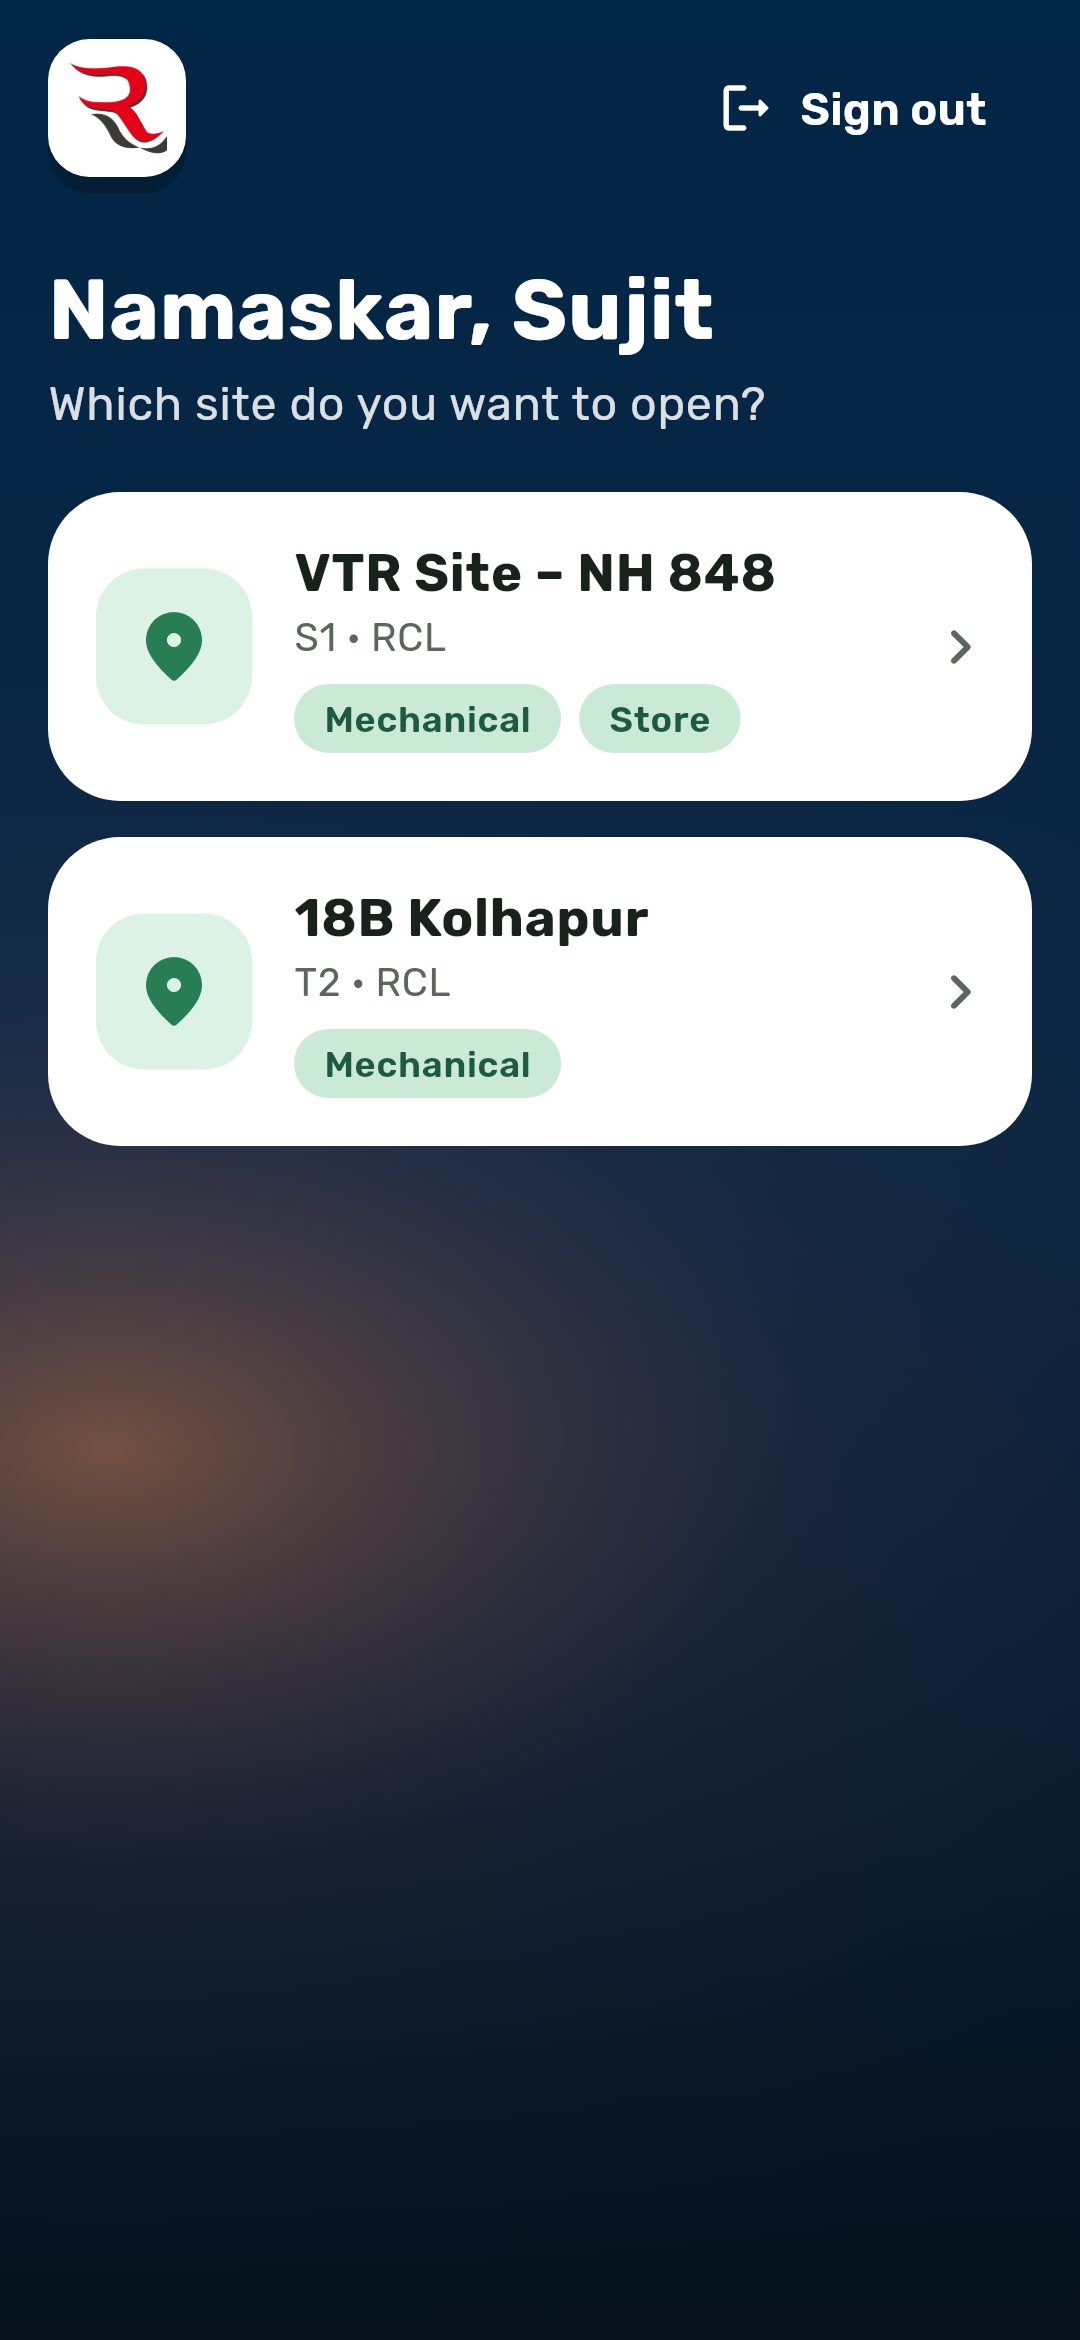 Sign out
Namaskar, Sujit
Which site do you want to open?
VTR Site – NH 848
S1 • RCL
Mechanical Store
18B Kolhapur
T2 • RCL
Mechanical